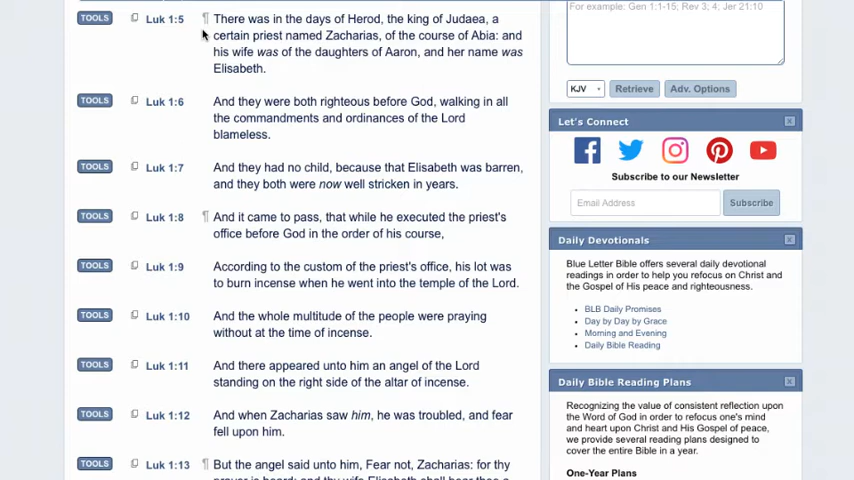 TOOLS Luk 1:5 ¶ There was in the days of Herod, the king of Judaea, a
certain priest named Zacharias, of the course of Abia: and
his wife was of the daughters of Aaron, and her name was
Elisabeth.
TOOLS Luk 1:6 And they were both righteous before God, walking in all
the commandments and ordinances of the Lord
blameless.
TOOLS Luk 1:7 And they had no child, because that Elisabeth was barren,
and they both were now well stricken in years.
TOOLS Luk 1:8 ¶ And it came to pass, that while he executed the priest's
office before God in the order of his course,
TOOLS Luk 1:9 According to the custom of the priest's office, his lot was
to burn incense when he went into the temple of the Lord.
TOOLS Luk 1:10 And the whole multitude of the people were praying
without at the time of incense.
TOOLS Luk 1:11 And there appeared unto him an angel of the Lord
standing on the right side of the altar of incense.
TOOLS Luk 1:12 And when Zacharias saw him, he was troubled, and fear
fell upon him.
TOOLS Luk 1:13 ¶ But the angel said unto him, Fear not, Zacharias: for thy
prayer is heard; and thy wife Elisabeth shall bear thee a
For example: Gen 1:1-15; Rev 3; 4; Jer 21:10
KJV Retrieve Adv. Options
Let's Connect
Subscribe to our Newsletter
Email Address Subscribe
Daily Devotionals
Blue Letter Bible offers several daily devotional
readings in order to help you refocus on Christ and
the Gospel of His peace and righteousness.
BLB Daily Promises
Day by Day by Grace
Morning and Evening
Daily Bible Reading
Daily Bible Reading Plans
Recognizing the value of consistent reflection upon
the Word of God in order to refocus one's mind
and heart upon Christ and His Gospel of peace,
we provide several reading plans designed to
cover the entire Bible in a year.
One-Year Plans